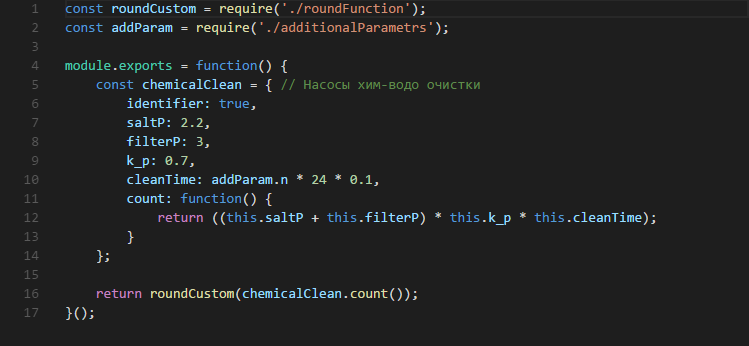 1 const roundCustom = require('./roundFunction');
2 const addParam = require('./additionalParametrs');
3
4 module.exports = function() {
5     const chemicalClean = { // Насосы хим-водо очистки
6         identifier: true,
7         saltP: 2.2,
8         filterP: 3,
9         k_p: 0.7,
10         cleanTime: addParam.n * 24 * 0.1,
11         count: function() {
12             return ((this.saltP + this.filterP) * this.k_p * this.cleanTime);
13         }
14     };
15
16     return roundCustom(chemicalClean.count());
17 }();